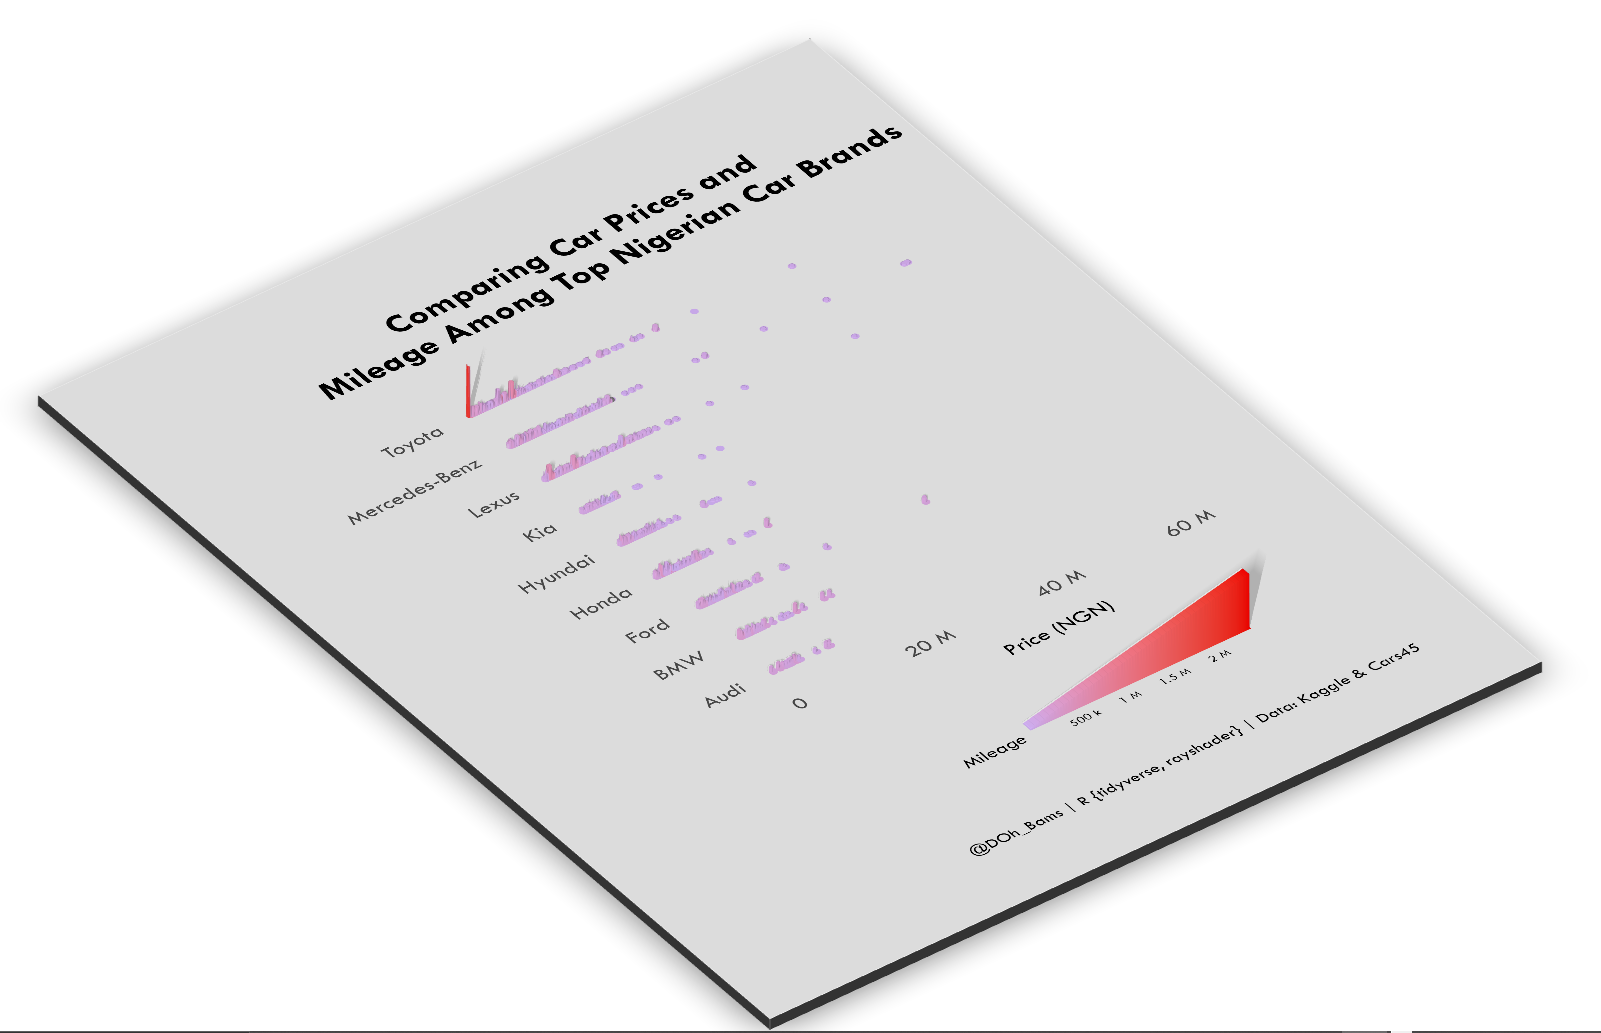 Comparing Car Prices and
Mileage Among Top Nigerian Car Brands
Toyota
Mercedes-Benz
Lexus
Kia
Hyundai
Honda
Ford
BMW
Audi
0
20 M
40 M
60 M
Price (NGN)
Mileage
500 k
1 M
1.5 M
2 M
@DOh_Bams | R {tidyverse, rayshader} | Data: Kaggle & Cars45